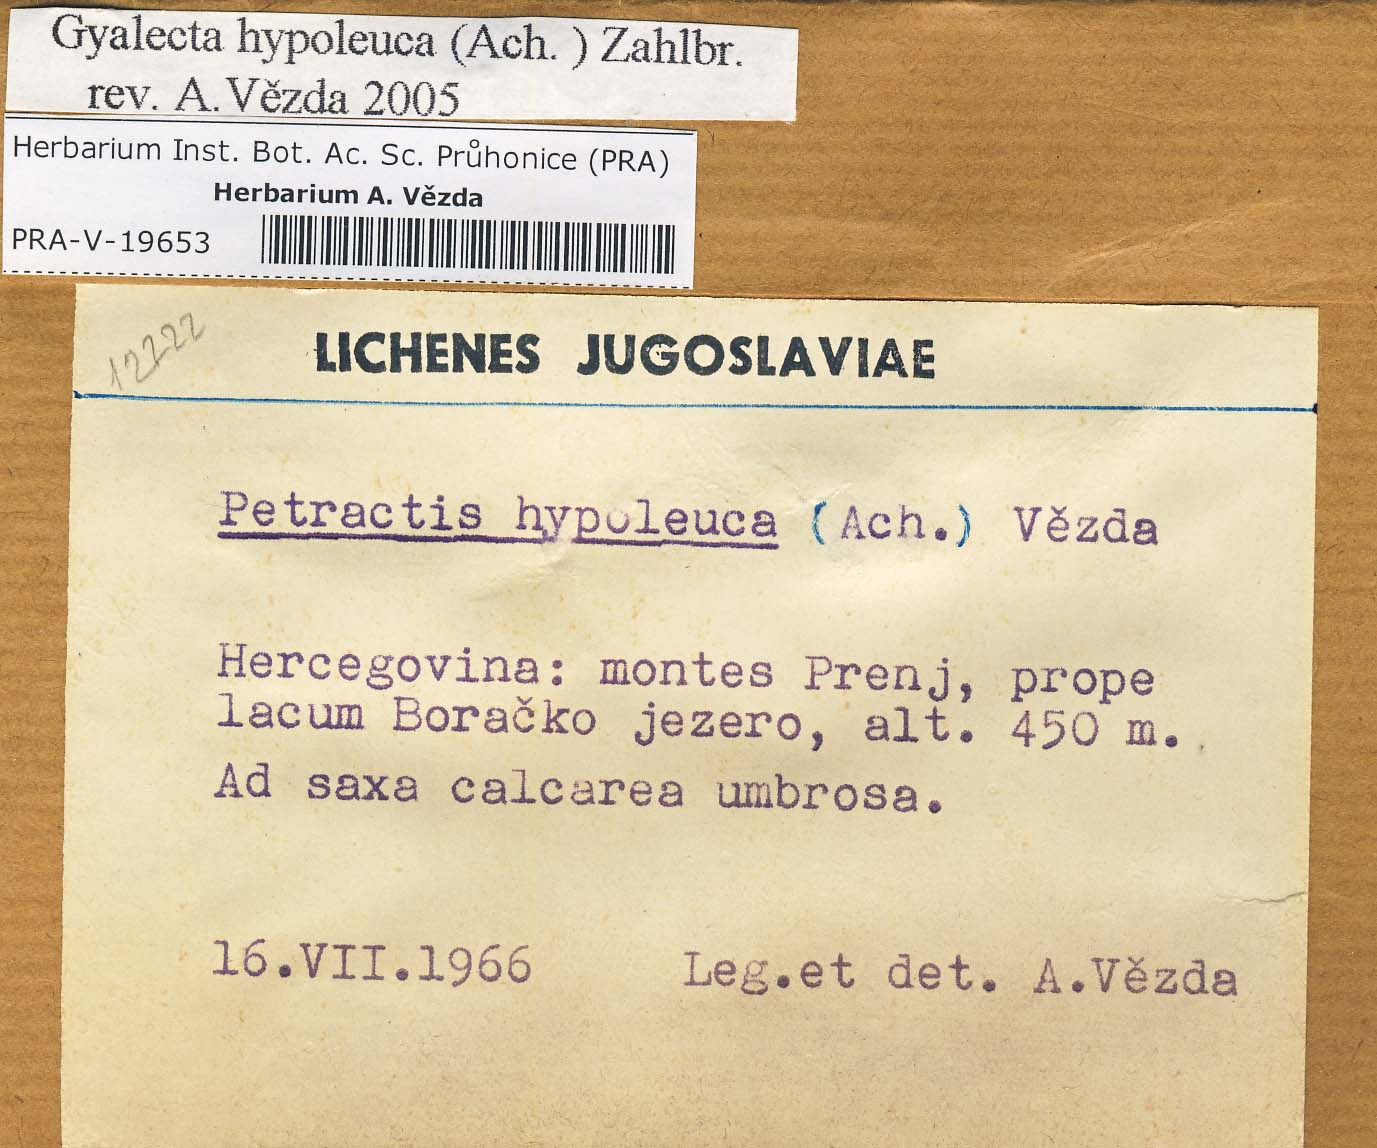 Gyalecta hypoleuca (Ach. ) Zahlbr.
rev. A. Vězda 2005
Herbarium Inst. Bot. Ac. Sc. Průhonice (PRA)
Herbarium A. Vězda
PRA-V-19653
12222
LICHENES JUGOSLAVIAE
Petractis hypoleuca (Ach.) Vězda
Hercegovina: montes Prenj, prope
lacum Boračko jezero, alt. 450 m.
Ad saxa calcarea umbrosa.
16.VII.1966 Leg.et det. A.Vězda